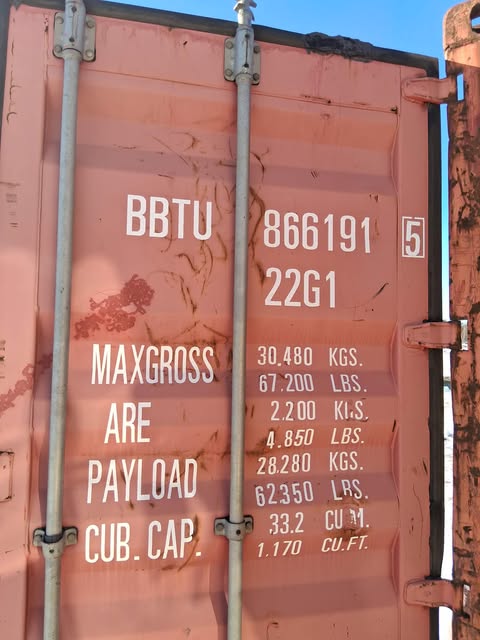 BBTU 866191 5
22G1
MAXGROSS 30,480 KGS.
67.200 LBS.
ARE 2.200 KGS.
4.850 LBS.
PAYLOAD 28.280 KGS.
62.350 LBS.
CUB. CAP. 33.2 CU M.
1.170 CU.FT.